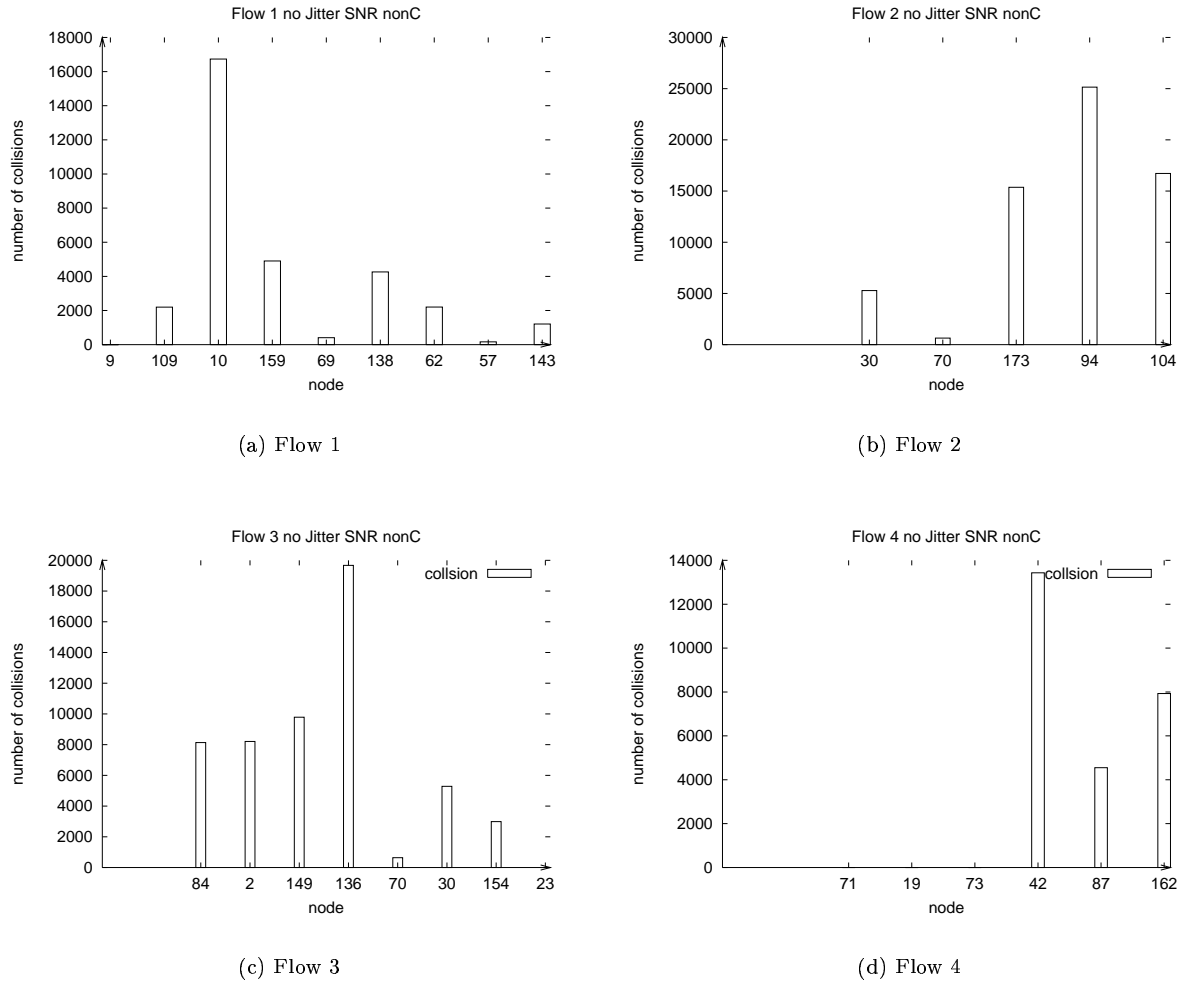 Flow 1 no Jitter SNR nonC
18000
16000
14000
12000
10000
8000
6000
4000
2000
0
number of collisions
9 109 10 159 69 138 62 57 143
node
(a) Flow 1
Flow 2 no Jitter SNR nonC
30000
25000
20000
15000
10000
5000
0
number of collisions
30 70 173 94 104
node
(b) Flow 2
Flow 3 no Jitter SNR nonC
20000
18000
16000
14000
12000
10000
8000
6000
4000
2000
0
number of collisions
collsion
84 2 149 136 70 30 154 23
node
(c) Flow 3
Flow 4 no Jitter SNR nonC
14000
12000
10000
8000
6000
4000
2000
0
number of collisions
collsion
71 19 73 42 87 162
node
(d) Flow 4